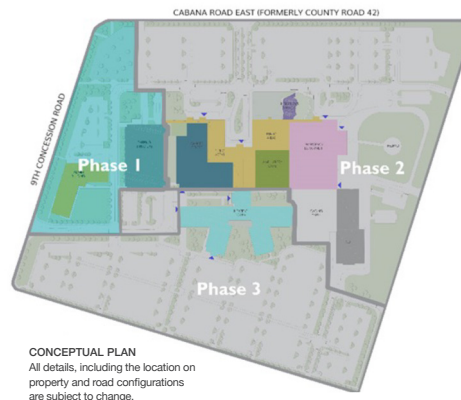 CABANA ROAD EAST (FORMERLY COUNTY ROAD 42)
9TH CONCESSION ROAD
Phase 1
Phase 2
Phase 3
CONCEPTUAL PLAN
All details, including the location on
property and road configurations
are subject to change.